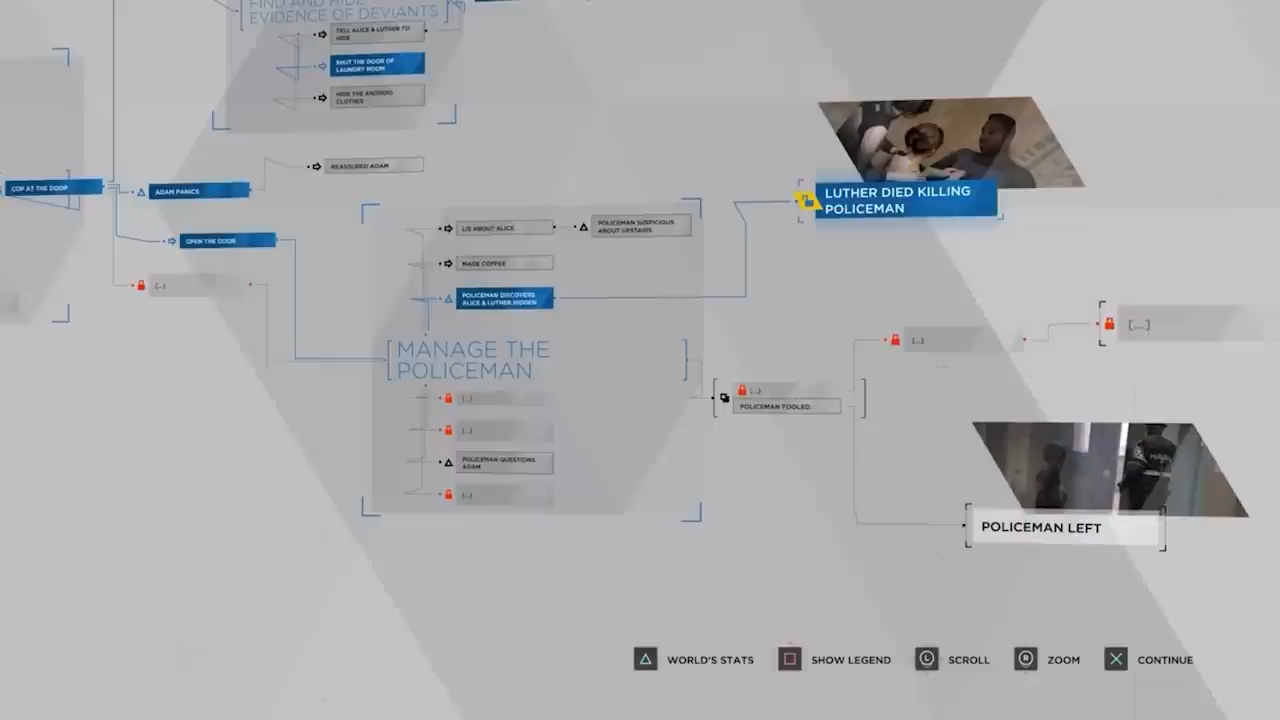 FIND AND HIDE
EVIDENCE OF DEVIANTS
TELL ALICE & LUTHER TO
HIDE
SHUT THE DOOR OF
LAUNDRY ROOM
HIDE THE ANDROID
CLOTHES
REASSURED ADAM
COP AT THE DOOR
ADAM PANICS
OPEN THE DOOR
[...]
LIE ABOUT ALICE
POLICEMAN SUSPICIOUS
ABOUT UPSTAIRS
MADE COFFEE
POLICEMAN DISCOVERS
ALICE & LUTHER HIDDEN
LUTHER DIED KILLING
POLICEMAN
MANAGE THE
POLICEMAN
[...]
[...]
POLICEMAN QUESTIONS
ADAM
[...]
[...]
POLICEMAN FOOLED
[...]
[...]
POLICEMAN LEFT
WORLD'S STATS
SHOW LEGEND
L
SCROLL
R
ZOOM
CONTINUE